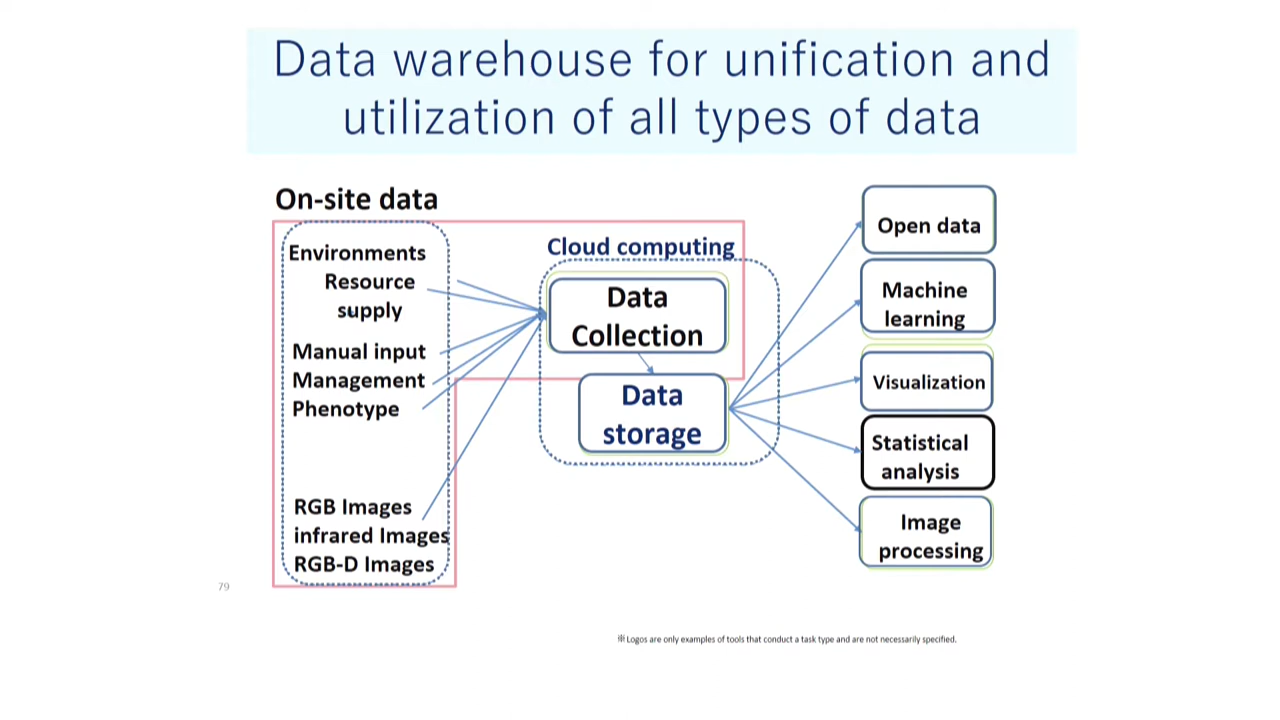 Data warehouse for unification and
utilization of all types of data
On-site data
Environments
Resource
supply
Manual input
Management
Phenotype
RGB Images
infrared Images
RGB-D Images
Cloud computing
Data
Collection
Data
storage
Open data
Machine
learning
Visualization
Statistical
analysis
Image
processing
79
※Logos are only examples of tools that conduct a task type and are not necessarily specified.